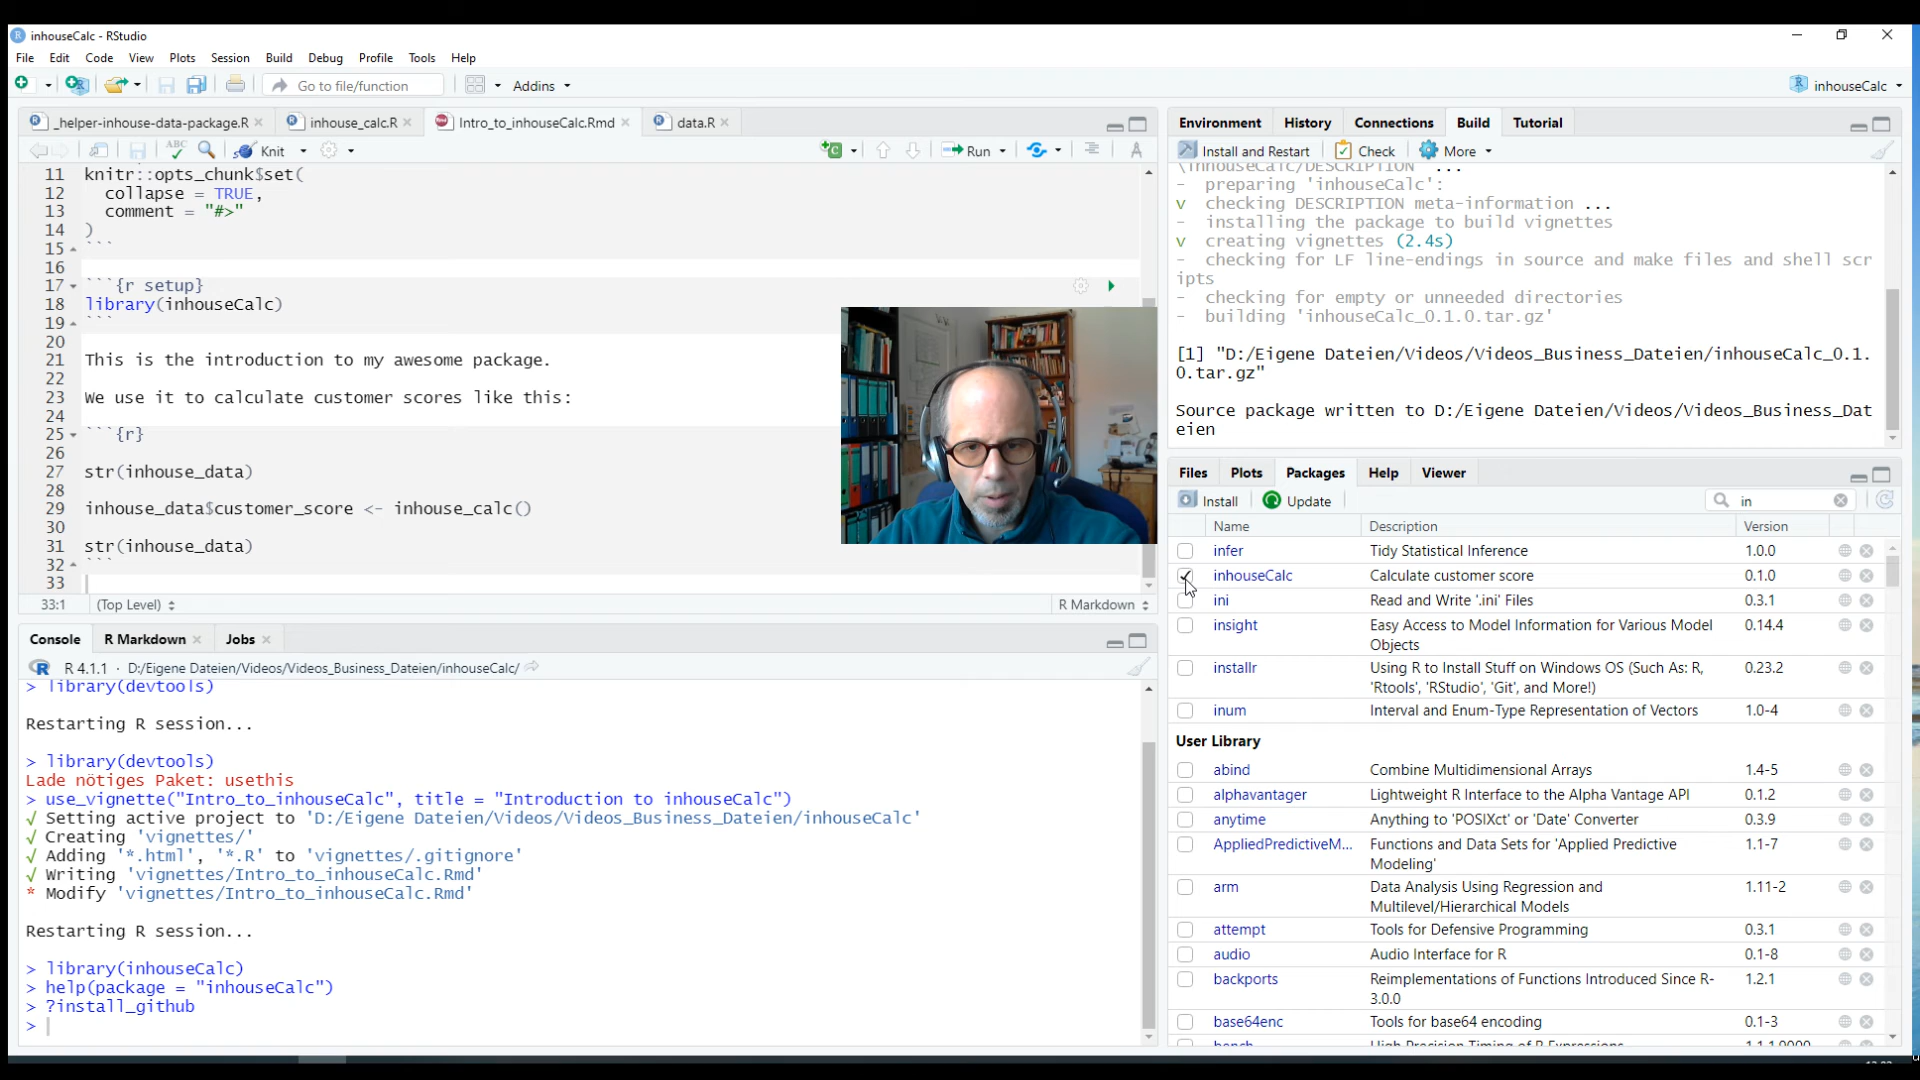 inhouseCalc - RStudio
File Edit Code View Plots Session Build Debug Profile Tools Help
Go to file/function Addins inhouseCalc
_helper-inhouse-data-package.R inhouse_calc.R Intro_to_inhouseCalc.Rmd data.R
ABC Knit Run
11 knitr::opts_chunk$set(
12 collapse = TRUE,
13 comment = "#>"
14 )
15 ```
16
17 ```{r setup}
18 library(inhouseCalc)
19 ```
20
21 This is the introduction to my awesome package.
22
23 We use it to calculate customer scores like this:
24
25 ```{r}
26
27 str(inhouse_data)
28
29 inhouse_data$customer_score <- inhouse_calc()
30
31 str(inhouse_data)
32 ```
33
33:1 (Top Level) R Markdown
Console R Markdown Jobs
R 4.1.1 · D:/Eigene Dateien/Videos/Videos_Business_Dateien/inhouseCalc/
> library(devtools)
Restarting R session...
> library(devtools)
Lade nötiges Paket: usethis
> use_vignette("Intro_to_inhouseCalc", title = "Introduction to inhouseCalc")
√ Setting active project to 'D:/Eigene Dateien/Videos/Videos_Business_Dateien/inhouseCalc'
√ Creating 'vignettes/'
√ Adding '*.html', '*.R' to 'vignettes/.gitignore'
√ Writing 'vignettes/Intro_to_inhouseCalc.Rmd'
* Modify 'vignettes/Intro_to_inhouseCalc.Rmd'
Restarting R session...
> library(inhouseCalc)
> help(package = "inhouseCalc")
> ?install_github
>
Environment History Connections Build Tutorial
Install and Restart Check More
\inhouseCalc/DESCRIPTION' ...
- preparing 'inhouseCalc':
v checking DESCRIPTION meta-information ...
- installing the package to build vignettes
v creating vignettes (2.4s)
- checking for LF line-endings in source and make files and shell scr
ipts
- checking for empty or unneeded directories
- building 'inhouseCalc_0.1.0.tar.gz'
[1] "D:/Eigene Dateien/Videos/Videos_Business_Dateien/inhouseCalc_0.1.
0.tar.gz"
Source package written to D:/Eigene Dateien/Videos/Videos_Business_Dat
eien
Files Plots Packages Help Viewer
Install Update in
Name Description Version
infer Tidy Statistical Inference 1.0.0
inhouseCalc Calculate customer score 0.1.0
ini Read and Write '.ini' Files 0.3.1
insight Easy Access to Model Information for Various Model 0.14.4
Objects
installr Using R to Install Stuff on Windows OS (Such As: R, 0.23.2
'Rtools', 'RStudio', 'Git', and More!)
inum Interval and Enum-Type Representation of Vectors 1.0-4
User Library
abind Combine Multidimensional Arrays 1.4-5
alphavantager Lightweight R Interface to the Alpha Vantage API 0.1.2
anytime Anything to 'POSIXct' or 'Date' Converter 0.3.9
AppliedPredictiveM... Functions and Data Sets for 'Applied Predictive 1.1-7
Modeling'
arm Data Analysis Using Regression and 1.11-2
Multilevel/Hierarchical Models
attempt Tools for Defensive Programming 0.3.1
audio Audio Interface for R 0.1-8
backports Reimplementations of Functions Introduced Since R- 1.2.1
3.0.0
base64enc Tools for base64 encoding 0.1-3
bench High Precision Timing of R Expressions